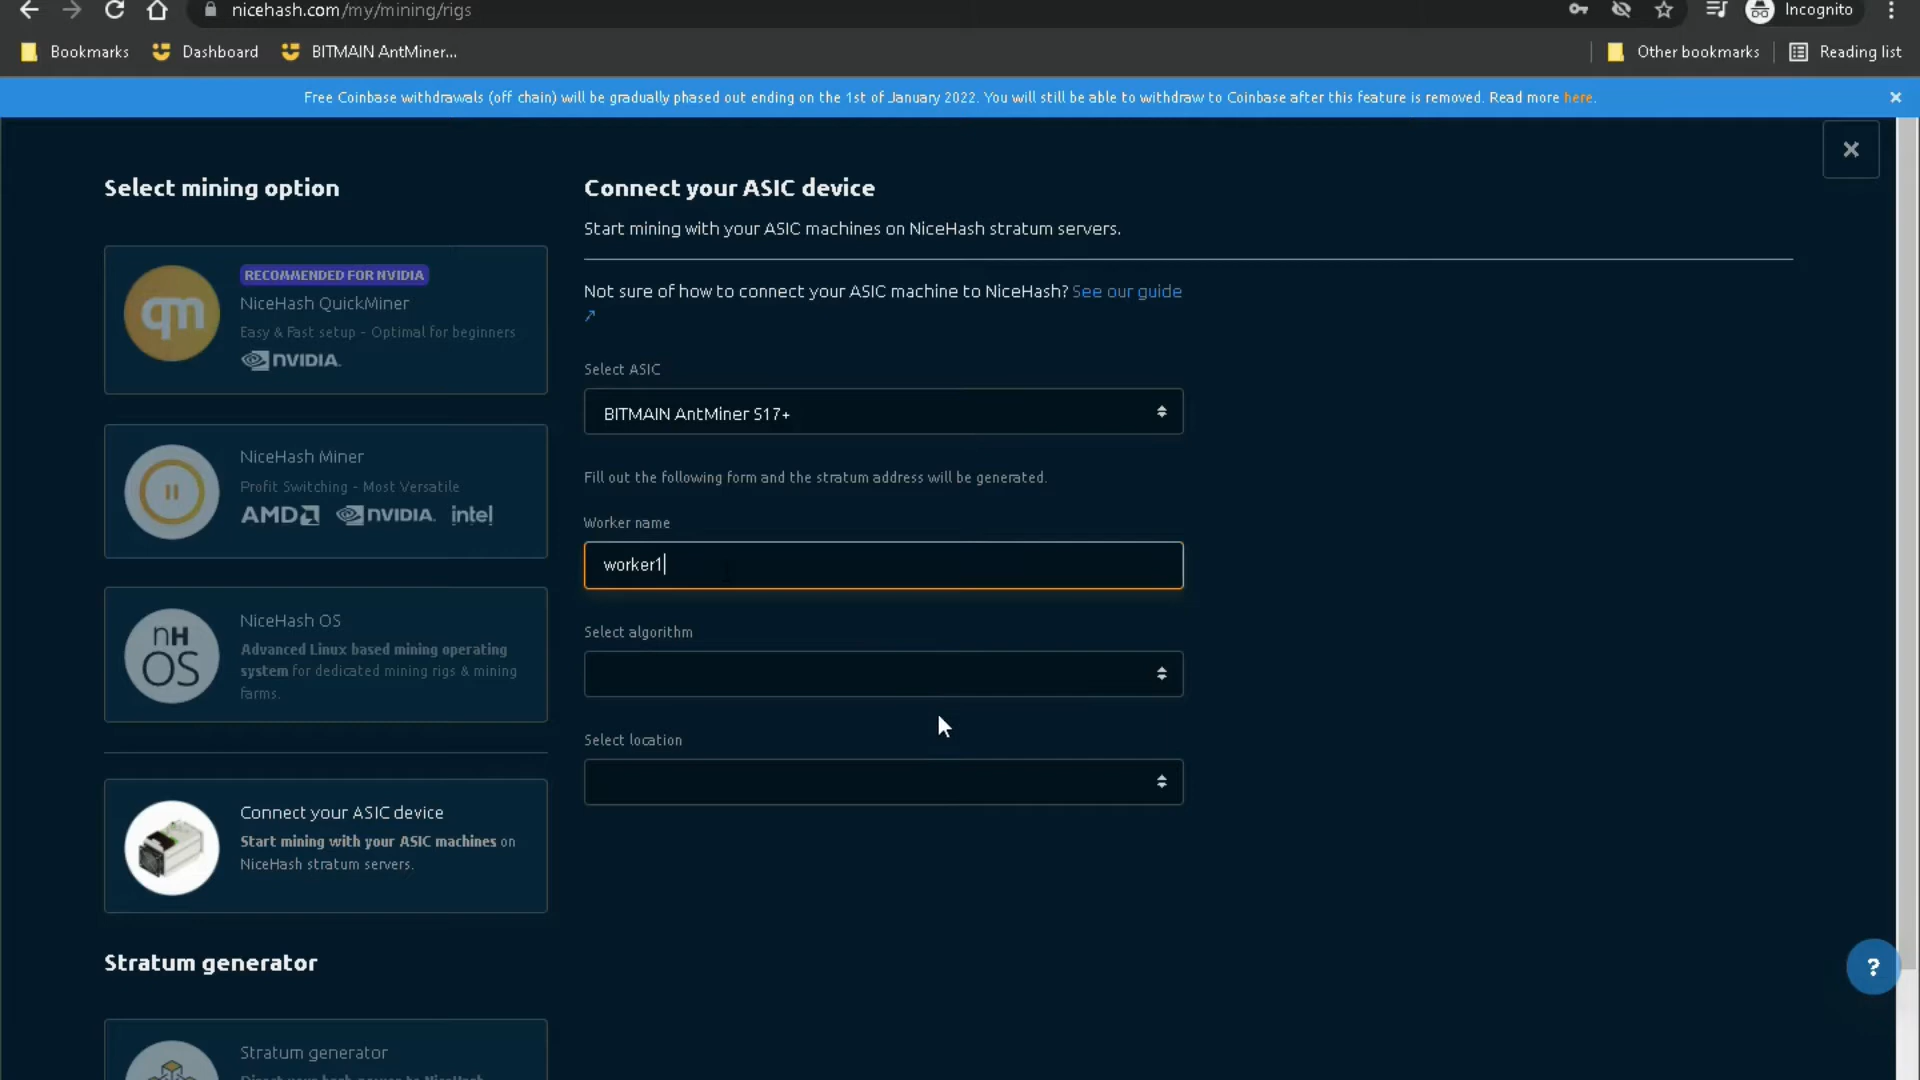 nicehash.com/my/mining/rigs
Incognito
Bookmarks
Dashboard
BITMAIN AntMiner...
Other bookmarks
Reading list
Free Coinbase withdrawals (off chain) will be gradually phased out ending on the 1st of January 2022. You will still be able to withdraw to Coinbase after this feature is removed. Read more here.
Select mining option
qm
RECOMMENDED FOR NVIDIA
NiceHash QuickMiner
Easy & Fast setup - Optimal for beginners
NVIDIA.
NiceHash Miner
Profit Switching - Most Versatile
AMD NVIDIA. intel
nH
OS
NiceHash OS
Advanced Linux based mining operating
system for dedicated mining rigs & mining
farms.
Connect your ASIC device
Start mining with your ASIC machines on
NiceHash stratum servers.
Stratum generator
Stratum generator
Connect your ASIC device
Start mining with your ASIC machines on NiceHash stratum servers.
Not sure of how to connect your ASIC machine to NiceHash? See our guide
↗
Select ASIC
BITMAIN AntMiner S17+
Fill out the following form and the stratum address will be generated.
Worker name
worker1
Select algorithm
Select location
?